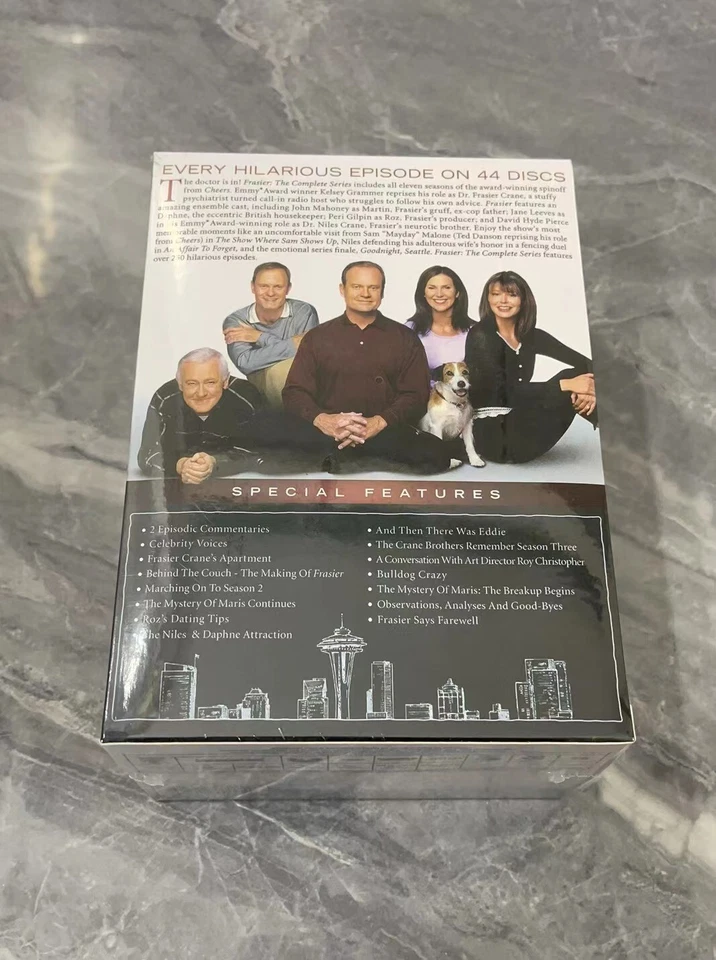 EVERY HILARIOUS EPISODE ON 44 DISCS
The doctor is in! Frasier: The Complete Series includes all eleven seasons of the award-winning spinoff
from Cheers. Emmy® Award winner Kelsey Grammer reprises his role as Dr. Frasier Crane, a stuffy
psychiatrist turned call-in radio host who struggles to follow his own advice. Frasier features an
amazing ensemble cast, including John Mahoney as Martin, Frasier's gruff, ex-cop father; Jane Leeves as
Daphne, the eccentric British housekeeper; Peri Gilpin as Roz, Frasier's producer; and David Hyde Pierce
in his Emmy® Award-winning role as Dr. Niles Crane, Frasier's neurotic brother. Enjoy the show's most
memorable moments like an uncomfortable visit from Sam "Mayday" Malone (Ted Danson reprising his role
from Cheers) in The Show Where Sam Shows Up, Niles defending his adulterous wife's honor in a fencing duel
in An Affair To Forget, and the emotional series finale, Goodnight, Seattle. Frasier: The Complete Series features
over 250 hilarious episodes.
SPECIAL FEATURES
• 2 Episodic Commentaries
• Celebrity Voices
• Frasier Crane's Apartment
• Behind The Couch - The Making Of Frasier
• Marching On To Season 2
• The Mystery Of Maris Continues
• Roz's Dating Tips
• The Niles & Daphne Attraction
• And Then There Was Eddie
• The Crane Brothers Remember Season Three
• A Conversation With Art Director Roy Christopher
• Bulldog Crazy
• The Mystery Of Maris: The Breakup Begins
• Observations, Analyses And Good-Byes
• Frasier Says Farewell